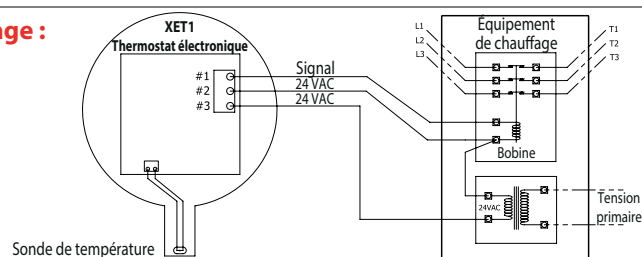 age :
XET1
Thermostat électronique
#1
#2
#3
Signal
24 VAC
24 VAC
Sonde de température
Équipement
de chauffage
L1
L2
L3
T1
T2
T3
Bobine
24VAC
Tension
primaire